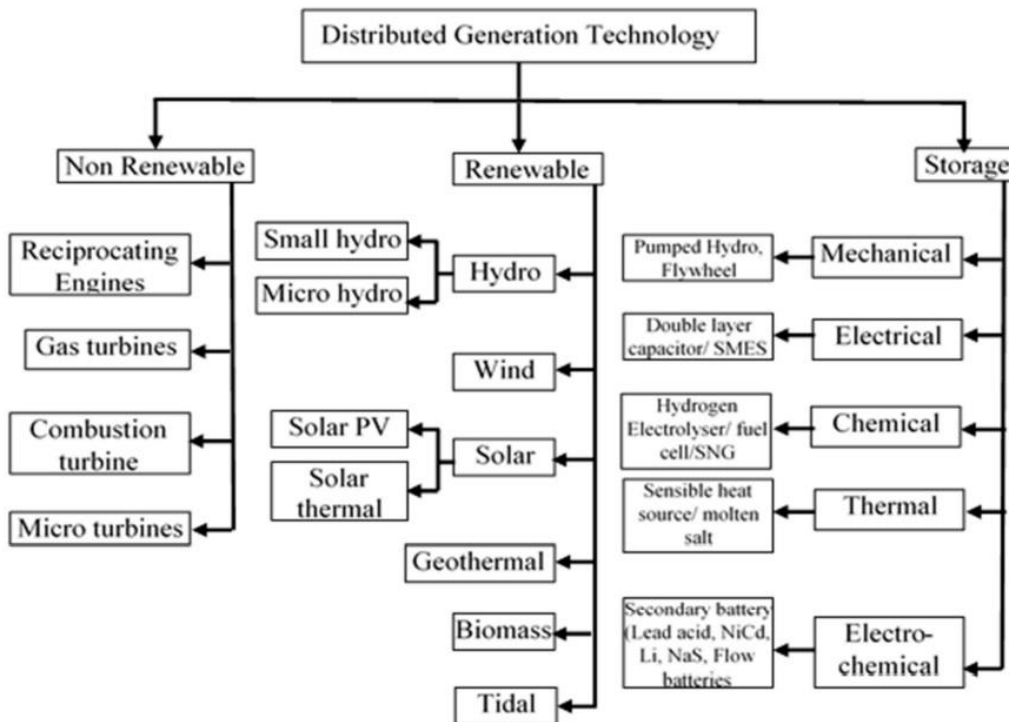 Distributed Generation Technology
Non Renewable
Reciprocating
Engines
Gas turbines
Combustion
turbine
Micro turbines
Renewable
Hydro
Small hydro
Micro hydro
Wind
Solar
Solar PV
Solar
thermal
Geothermal
Biomass
Tidal
Storage
Mechanical
Pumped Hydro,
Flywheel
Electrical
Double layer
capacitor/ SMES
Chemical
Hydrogen
Electrolyser/ fuel
cell/SNG
Thermal
Sensible heat
source/ molten
salt
Electro-
chemical
Secondary battery
(Lead acid, NiCd,
Li, NaS, Flow
batteries